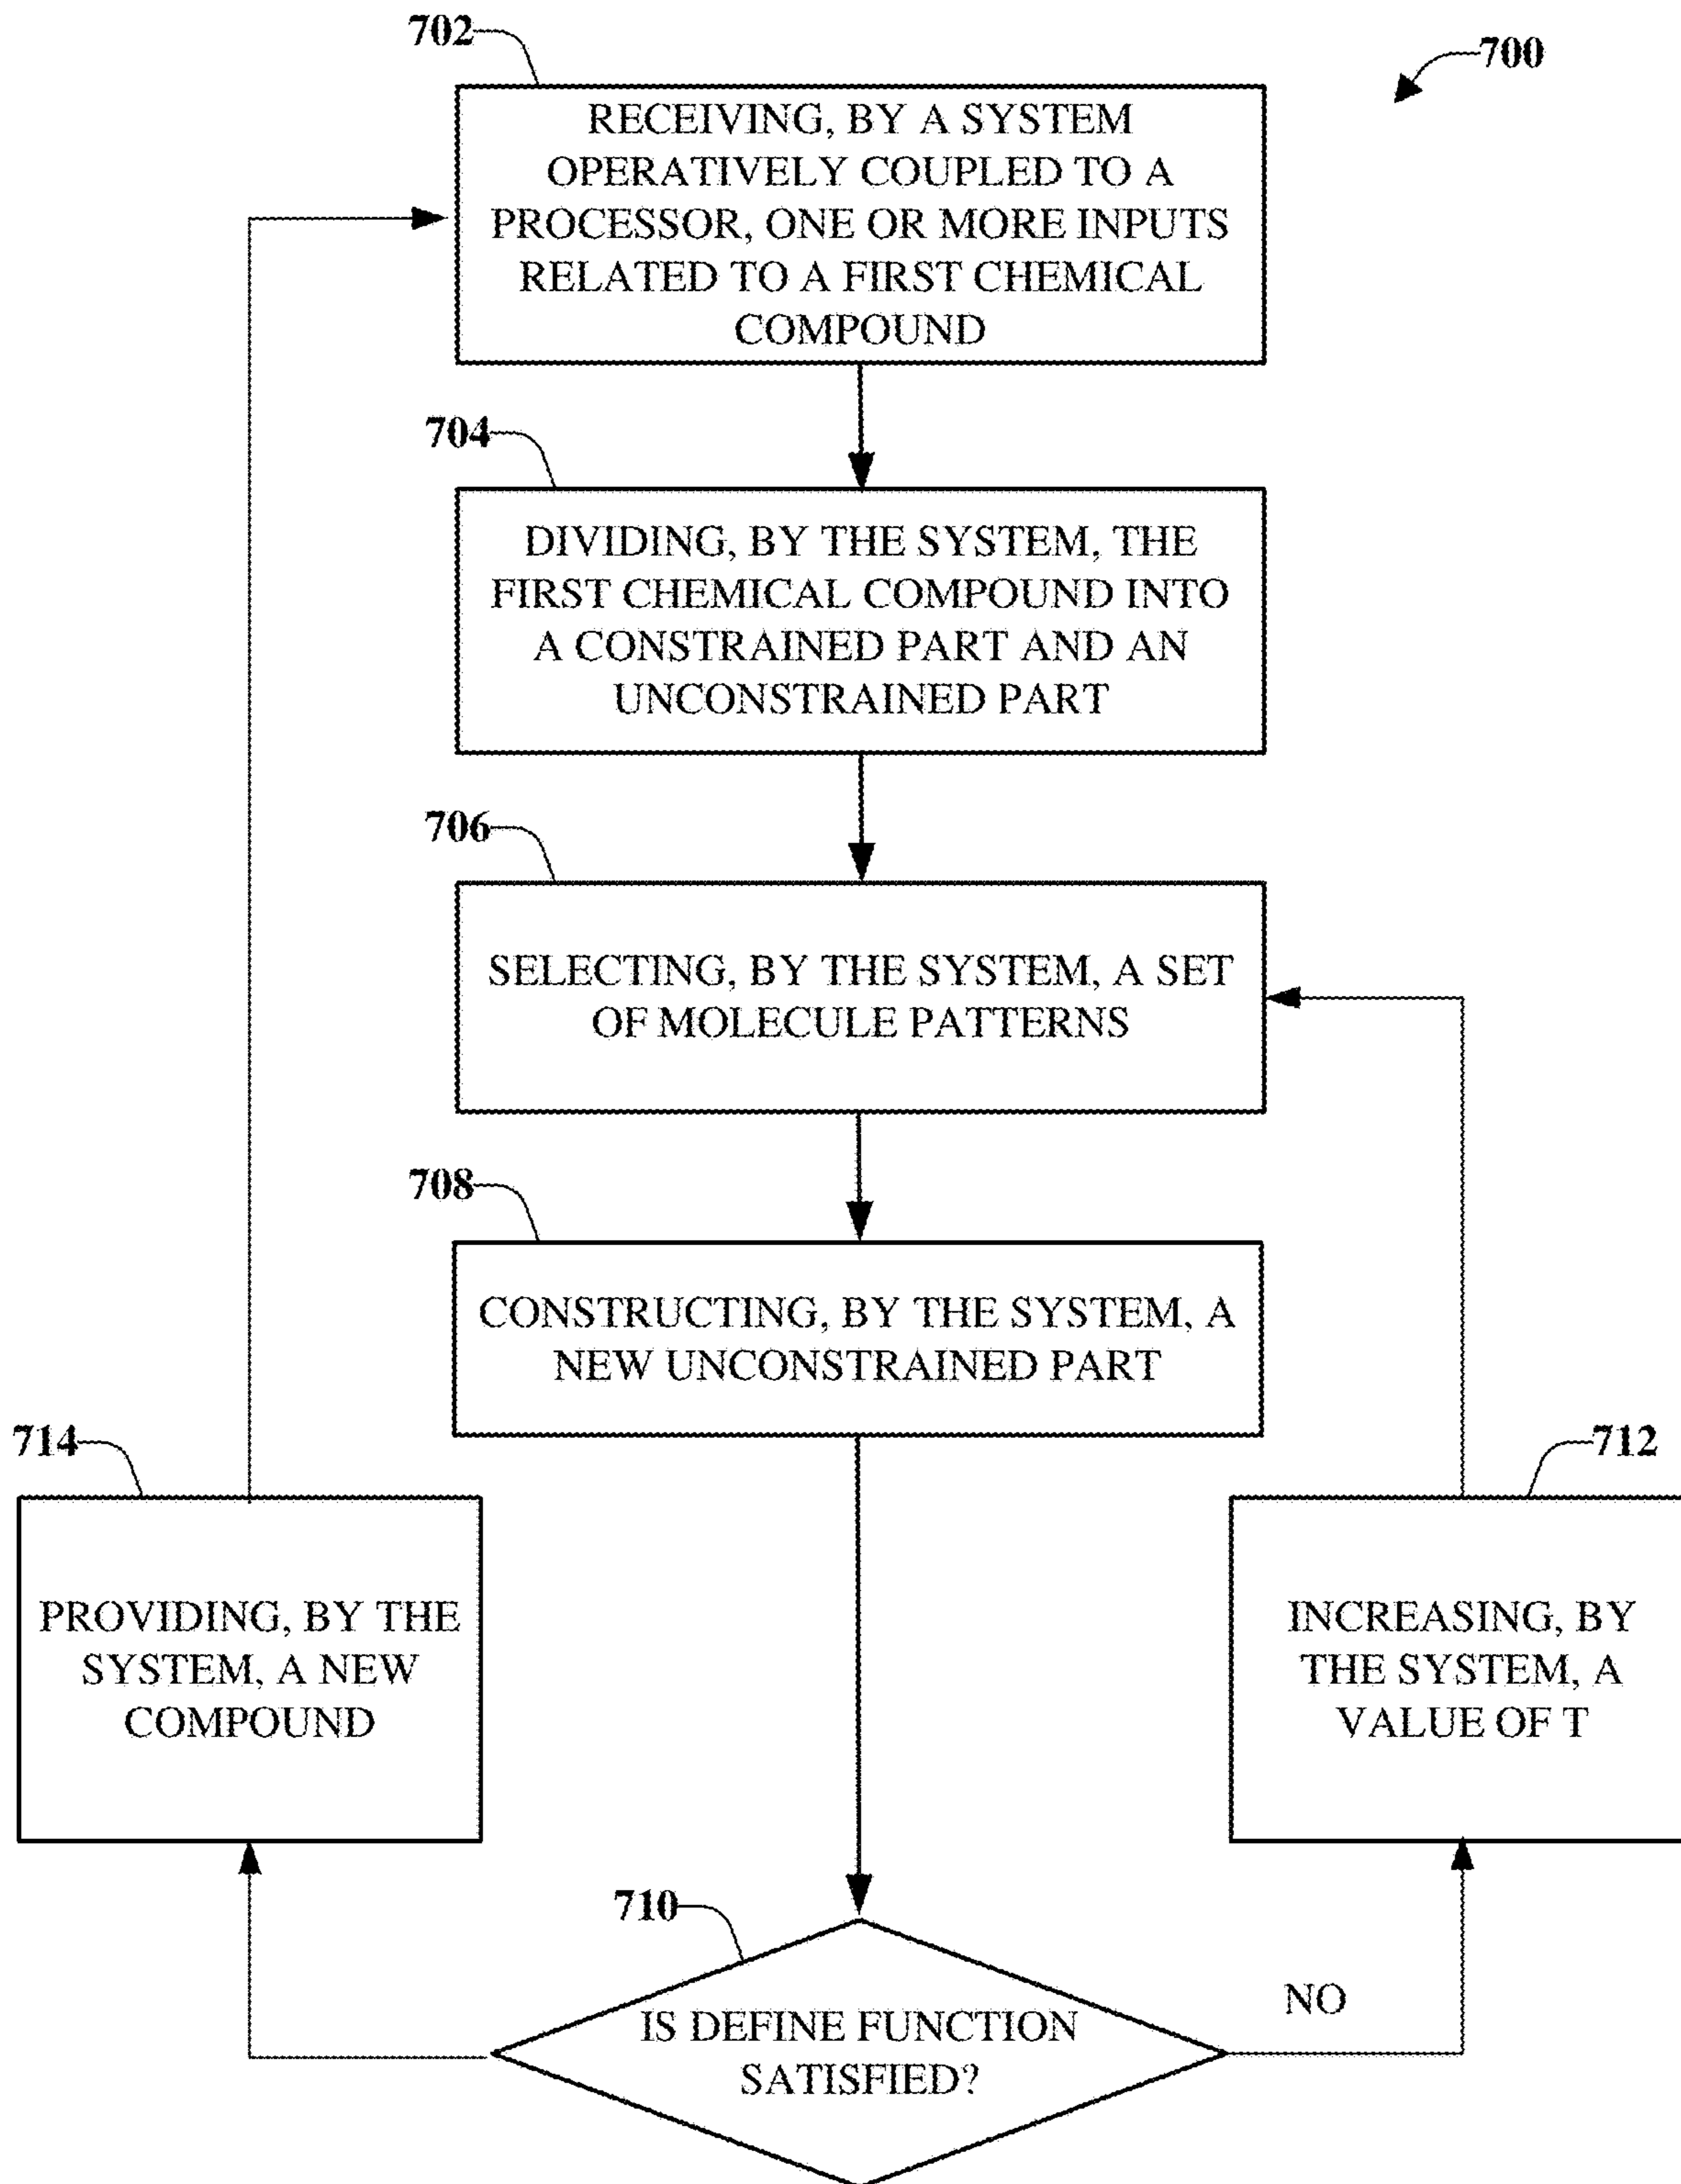 702
700
RECEIVING, BY A SYSTEM
OPERATIVELY COUPLED TO A
PROCESSOR, ONE OR MORE INPUTS
RELATED TO A FIRST CHEMICAL
COMPOUND
704
DIVIDING, BY THE SYSTEM, THE
FIRST CHEMICAL COMPOUND INTO
A CONSTRAINED PART AND AN
UNCONSTRAINED PART
706
SELECTING, BY THE SYSTEM, A SET
OF MOLECULE PATTERNS
708
CONSTRUCTING, BY THE SYSTEM, A
NEW UNCONSTRAINED PART
714
PROVIDING, BY THE
SYSTEM, A NEW
COMPOUND
712
INCREASING, BY
THE SYSTEM, A
VALUE OF T
710
IS DEFINE FUNCTION
SATISFIED?
NO